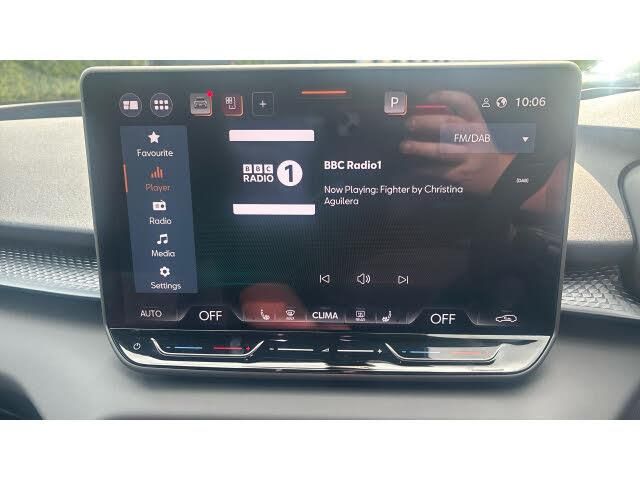 P
10:06
Favourite
Player
Radio
Media
Settings
BBC
RADIO 1
FM/DAB
BBC Radio1
Now Playing: Fighter by Christina
Aguilera
AUTO
OFF
CLIMA
OFF